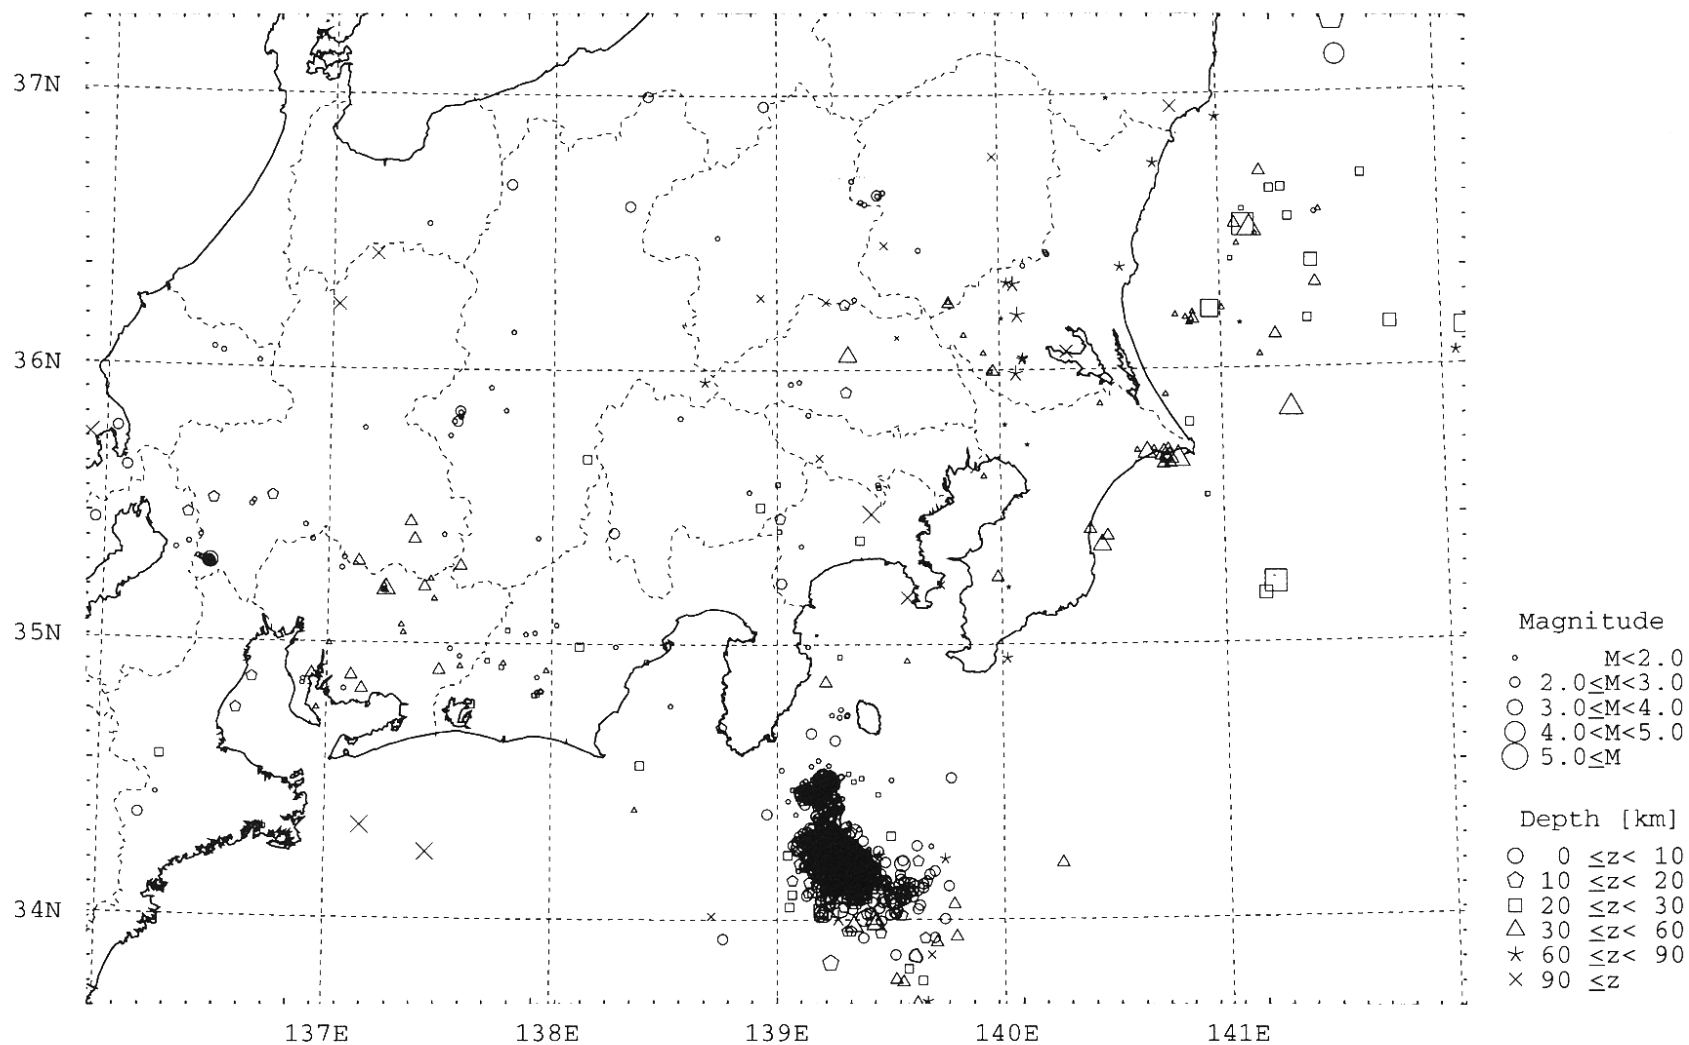 37N
36N
35N
34N
137E 138E 139E 140E 141E
Magnitude
M<2.0
2.0≤M<3.0
3.0≤M<4.0
4.0≤M<5.0
5.0≤M
Depth [km]
0 ≤z< 10
10 ≤z< 20
20 ≤z< 30
30 ≤z< 60
60 ≤z< 90
90 ≤z